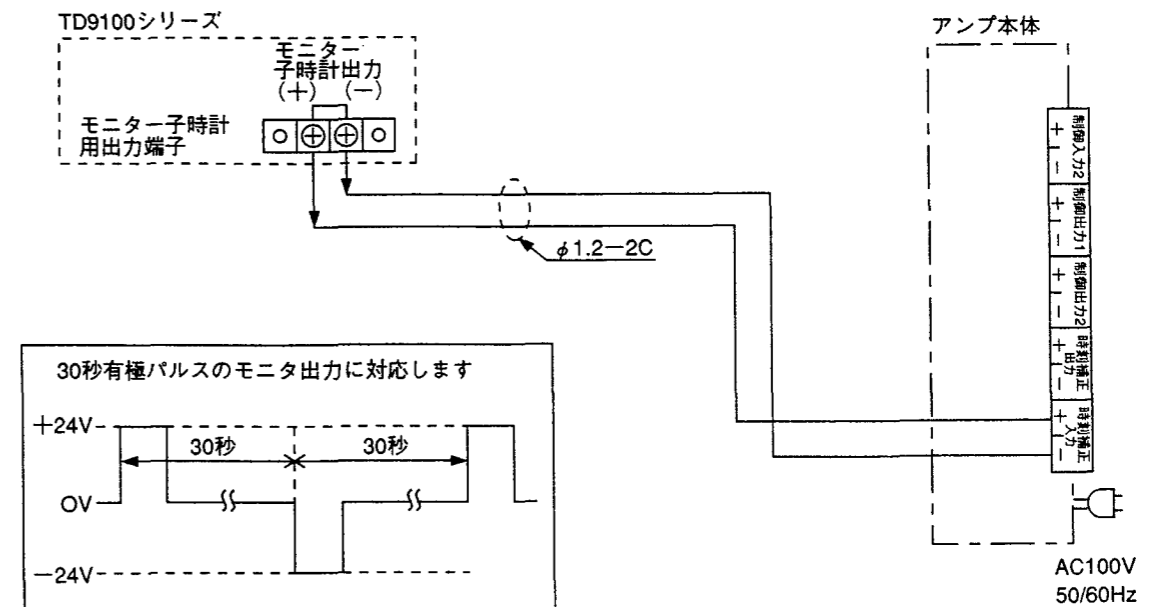 TD9100シリーズ
モニター
子時計出力
(＋) (－)
モニター子時計
用出力端子
φ1.2－2C
アンプ本体
制御入力2
＋ －
制御出力1
＋ －
制御出力2
＋ －
時刻補正
出力
＋ －
時刻補正
入力
＋ －
AC100V
50/60Hz
30秒有極パルスのモニタ出力に対応します
＋24V
30秒 30秒
0V
－24V